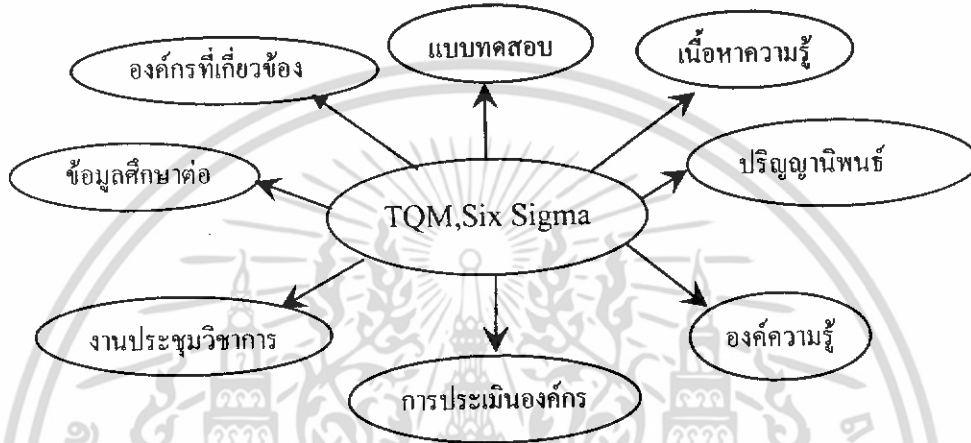 แบบทดสอบ
เนื้อหาความรู้
องค์กรที่เกี่ยวข้อง
ข้อมูลศึกษาต่อ
ปริญญานิพนธ์
TQM,Six Sigma
งานประชุมวิชาการ
องค์ความรู้
การประเมินองค์กร